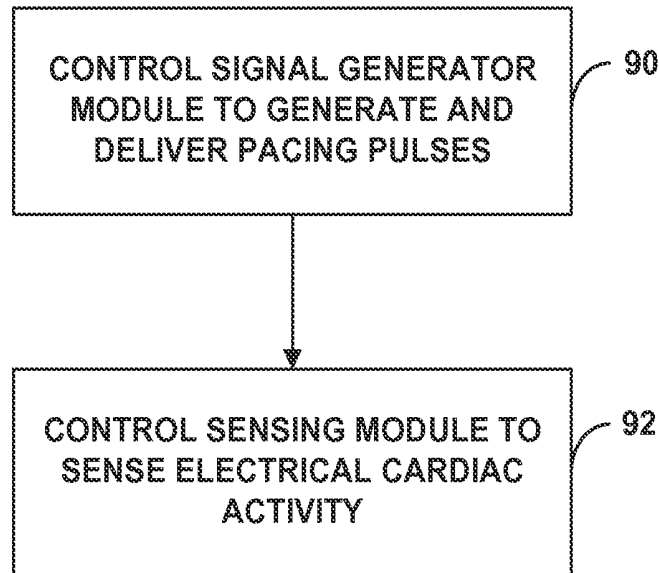 CONTROL SIGNAL GENERATOR
MODULE TO GENERATE AND
DELIVER PACING PULSES
90
CONTROL SENSING MODULE TO
SENSE ELECTRICAL CARDIAC
ACTIVITY
92